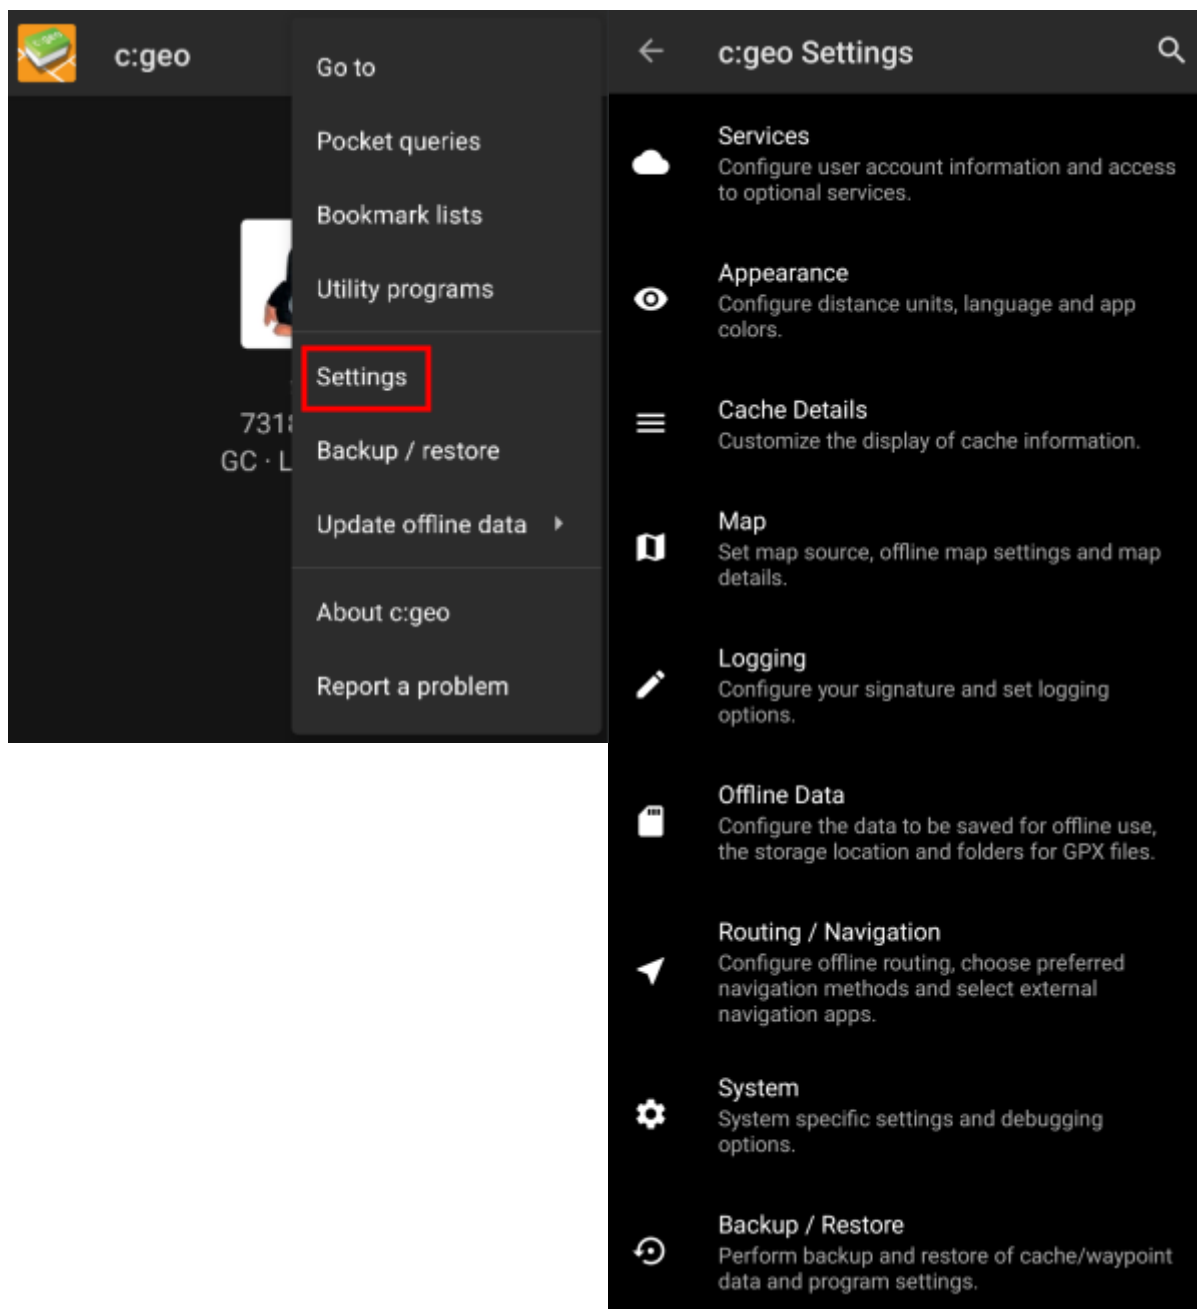 c:geo
Go to
Pocket queries
Bookmark lists
Utility programs
Settings
7318
GC · L
Backup / restore
Update offline data
About c:geo
Report a problem
c:geo Settings
Services
Configure user account information and access
to optional services.
Appearance
Configure distance units, language and app
colors.
Cache Details
Customize the display of cache information.
Map
Set map source, offline map settings and map
details.
Logging
Configure your signature and set logging
options.
Offline Data
Configure the data to be saved for offline use,
the storage location and folders for GPX files.
Routing / Navigation
Configure offline routing, choose preferred
navigation methods and select external
navigation apps.
System
System specific settings and debugging
options.
Backup / Restore
Perform backup and restore of cache/waypoint
data and program settings.